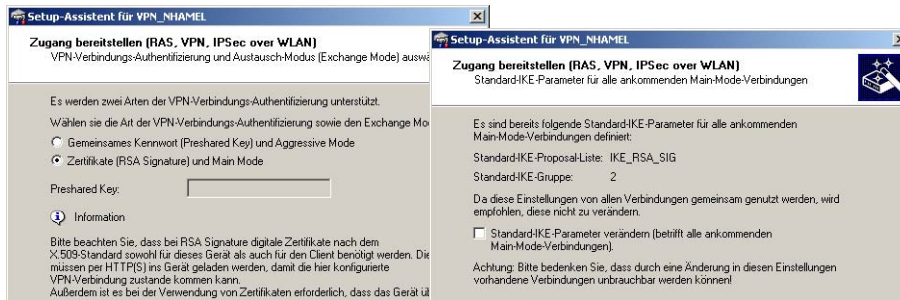 Setup-Assistent für VPN_NHAMEL
Zugang bereitstellen (RAS, VPN, IPSec over WLAN)
VPN-Verbindungs-Authentifizierung und Austausch-Modus (Exchange Mode)
Es werden zwei Arten der VPN-Verbindungs-Authentifizierung unterstützt.
Wählen sie die Art der VPN-Verbindungs-Authentifizierung sowie den Exchange
Gemeinsames Kennwort (Preshared Key) und Aggressive Mode
Zertifikate (RSA Signature) und Main Mode
Preshared Key:
Information
Bitte beachten Sie, dass bei RSA Signature digitale Zertifikate nach dem
X.509-Standard sowohl für dieses Gerät als auch für den Client benötigt werden. Die
müssen per HTTP(S) ins Gerät geladen werden, damit die hier konfigurierte
VPN-Verbindung zustande kommen kann.
Außerdem ist es bei der Verwendung von Zertifikaten erforderlich, dass das Gerät
Setup-Assistent für VPN_NHAMEL
Zugang bereitstellen (RAS, VPN, IPSec over WLAN)
Standard-IKE-Parameter für alle ankommenden Main-Mode-Verbindungen
Es sind bereits folgende Standard-IKE-Parameter für alle ankommenden
Main-Mode-Verbindungen definiert:
Standard-IKE-Proposal-Liste: IKE_RSA_SIG
Standard-IKE-Gruppe: 2
Da diese Einstellungen von allen Verbindungen gemeinsam genutzt werden, wird
empfohlen, diese nicht zu verändern.
Standard-IKE-Parameter verändern (betrifft alle ankommenden
Main-Mode-Verbindungen).
Achtung: Bitte bedenken Sie, dass durch eine Änderung in diesen Einstellungen
vorhandene Verbindungen unbrauchbar werden können!